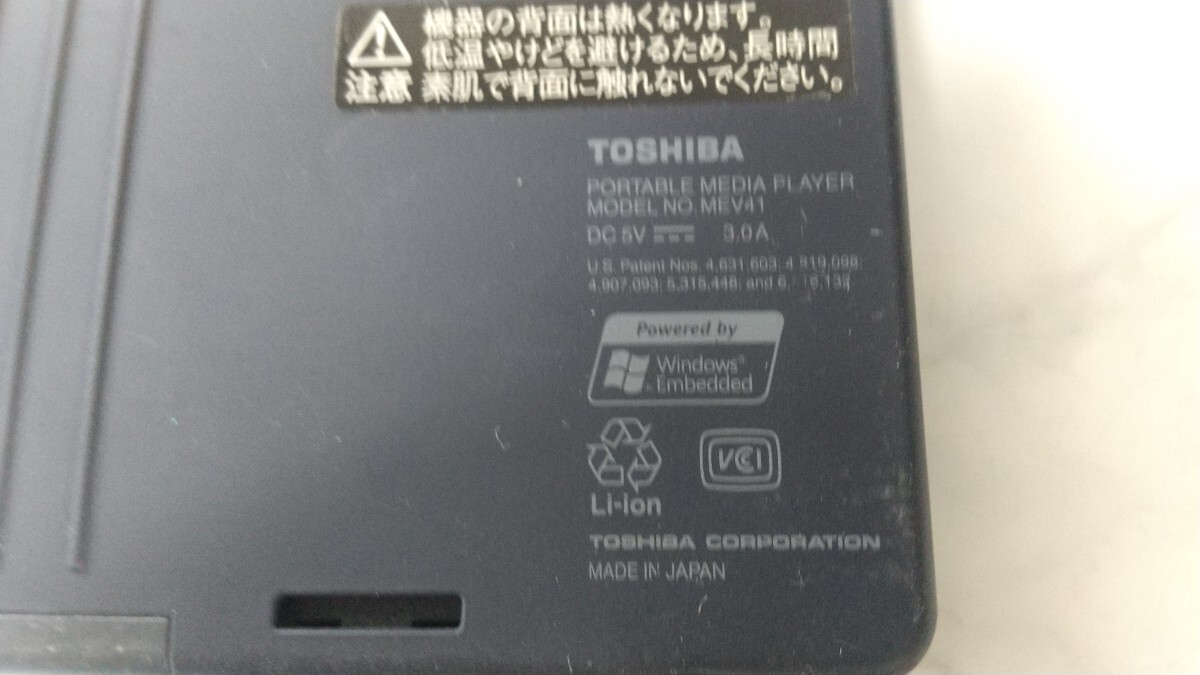 機器の背面は熱くなります。
低温やけどを避けるため、長時間
注意 素肌で背面に触れないでください。
TOSHIBA
PORTABLE MEDIA PLAYER
MODEL NO. MEV41
DC 5V 3.0A
U.S. Patent Nos. 4,631,603; 4,819,098;
4,907,093; 5,315,448; and
Powered by
Windows®
Embedded
VCI
Li-ion
TOSHIBA CORPORATION
MADE IN JAPAN